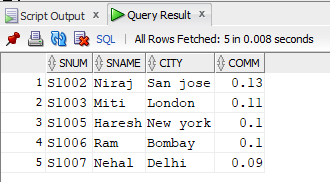 Script Output x Query Result x
SQL | All Rows Fetched: 5 in 0.008 seconds
SNUM SNAME CITY COMM
1 S1002 Niraj San jose 0.13
2 S1003 Miti London 0.11
3 S1005 Haresh New york 0.1
4 S1006 Ram Bombay 0.1
5 S1007 Nehal Delhi 0.09